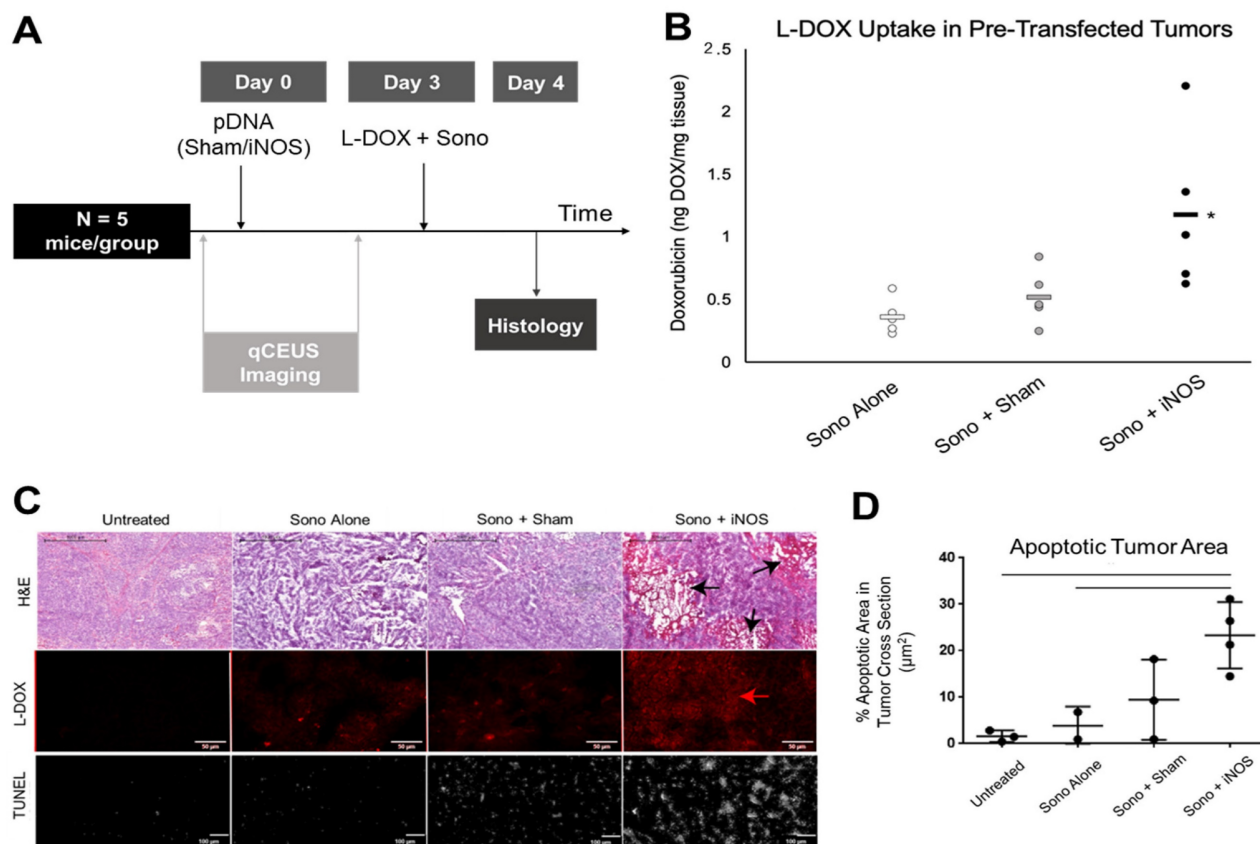 A
Day 0
Day 3
Day 4
pDNA
(Sham/iNOS)
L-DOX + Sono
N = 5
mice/group
Time
qCEUS
Imaging
Histology
B
L-DOX Uptake in Pre-Transfected Tumors
Doxorubicin (ng DOX/mg tissue)
2.5
2
1.5
1
0.5
0
*
Sono Alone
Sono + Sham
Sono + iNOS
C
Untreated
Sono Alone
Sono + Sham
Sono + iNOS
H&E
L-DOX
50 µm
50 µm
50 µm
50 µm
TUNEL
100 µm
100 µm
100 µm
100 µm
D
Apoptotic Tumor Area
% Apoptotic Area in
Tumor Cross Section
(µm²)
40
30
20
10
0
Untreated
Sono Alone
Sono + Sham
Sono + iNOS